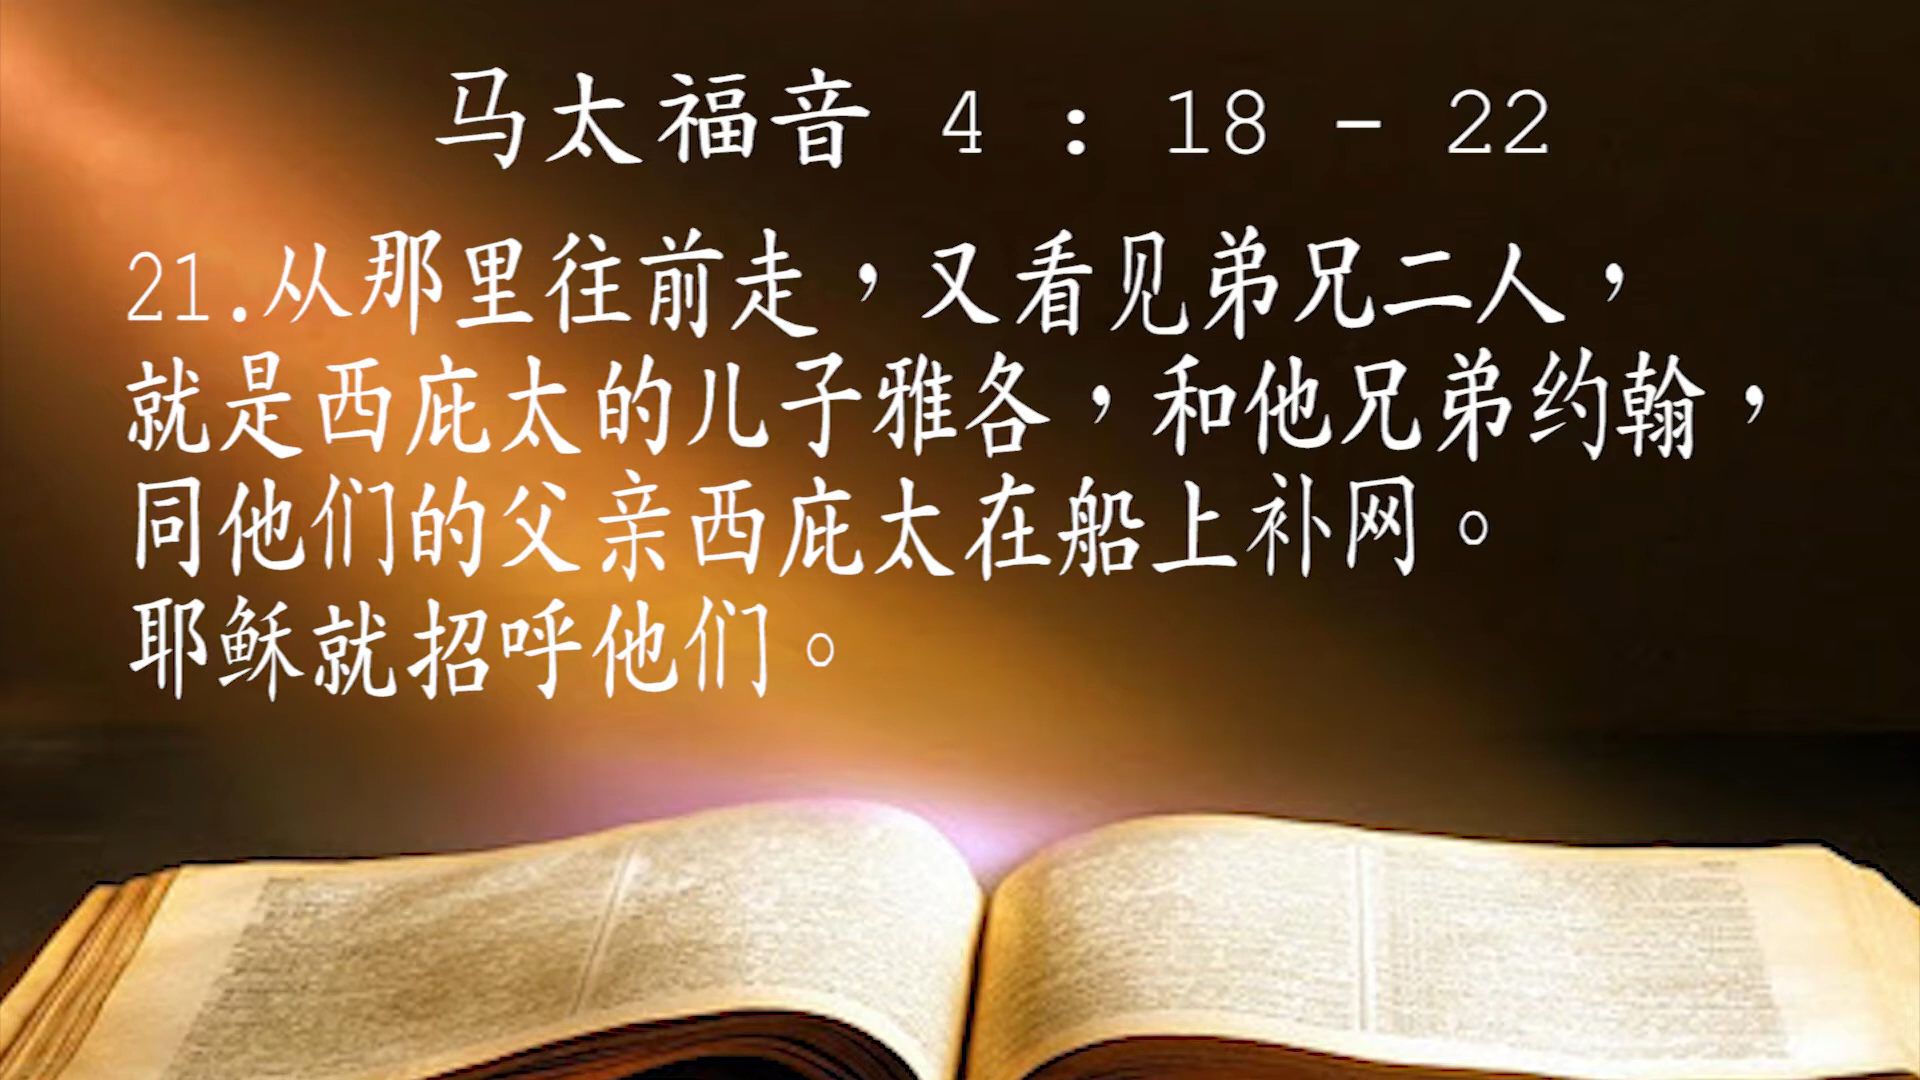 马太福音 4 : 18 - 22
21.从那里往前走，又看见弟兄二人，
就是西庇太的儿子雅各，和他兄弟约翰，
同他们的父亲西庇太在船上补网。
耶稣就招呼他们。